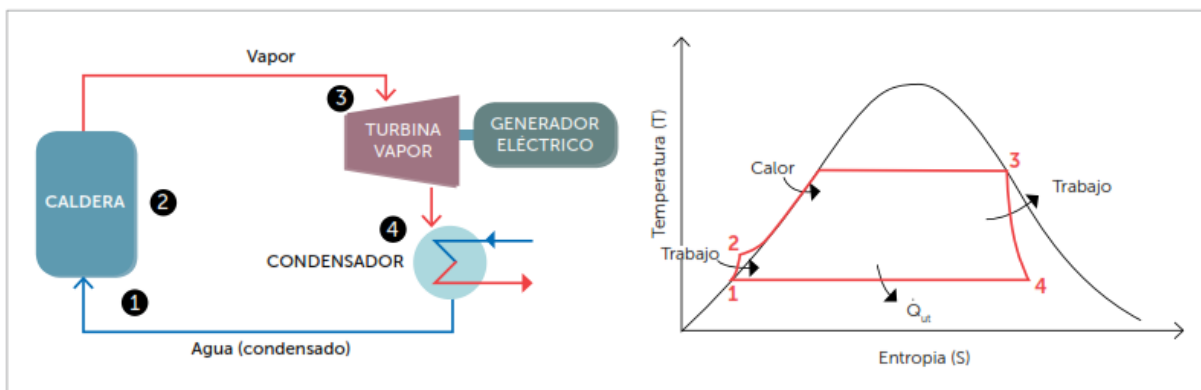 Vapor
3
TURBINA
VAPOR
GENERADOR
ELÉCTRICO
CALDERA
2
4
CONDENSADOR
1
Agua (condensado)
Temperatura (T)
Calor
3
Trabajo
2
Trabajo
1
4
Q̇ut
Entropia (S)